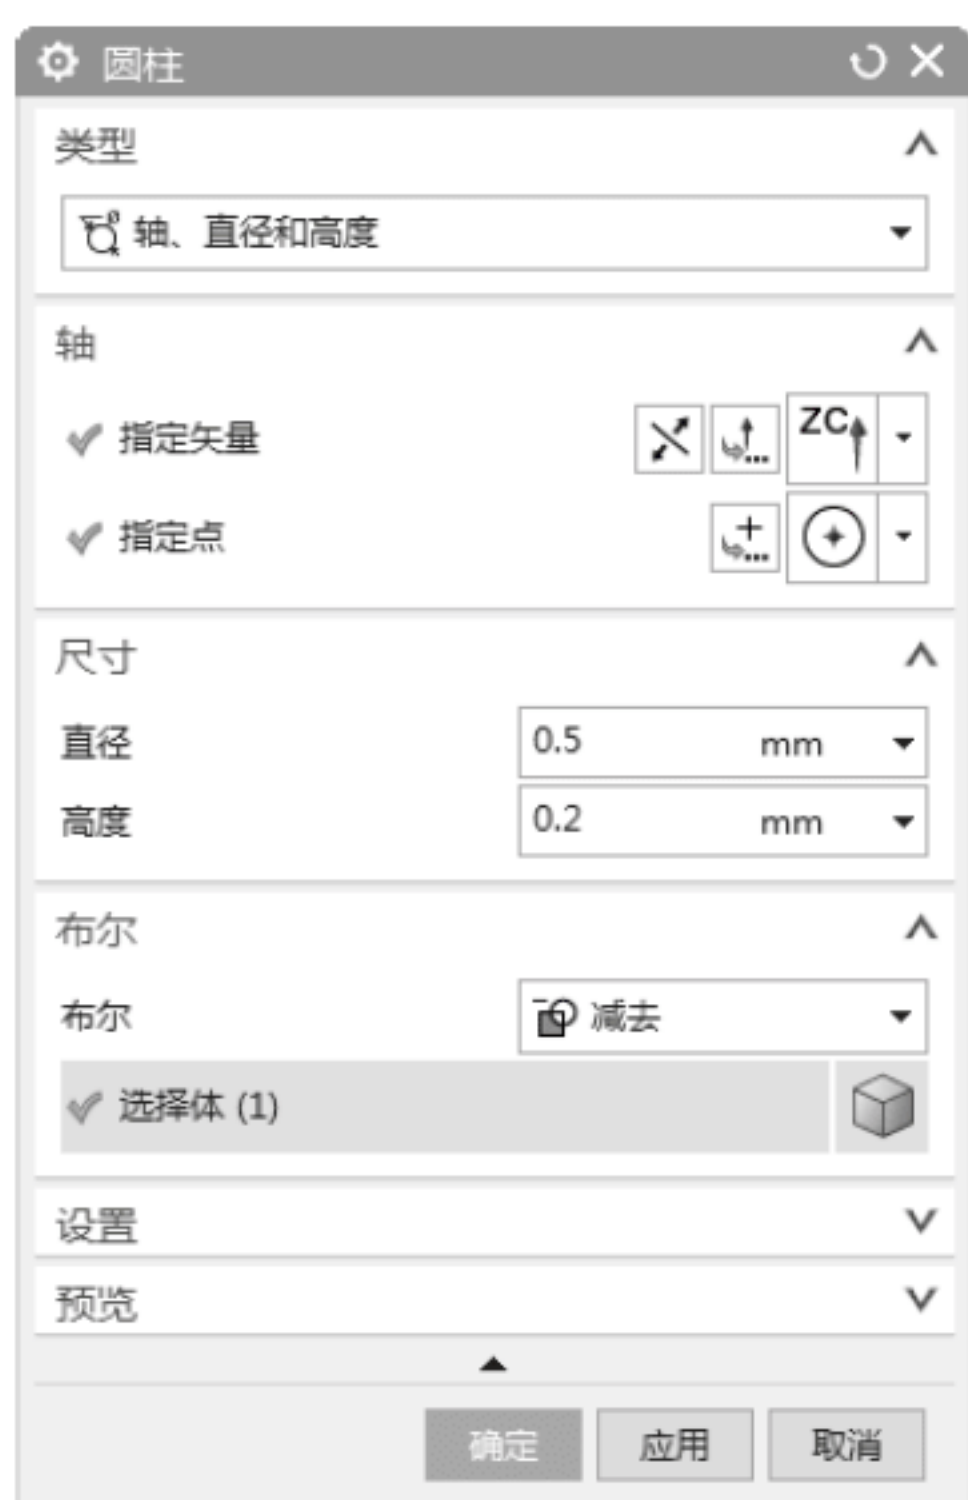 圆柱
类型
轴、直径和高度
轴
指定矢量 ZC
指定点
尺寸
直径 0.5 mm
高度 0.2 mm
布尔
布尔 减去
选择体 (1)
设置
预览
确定 应用 取消